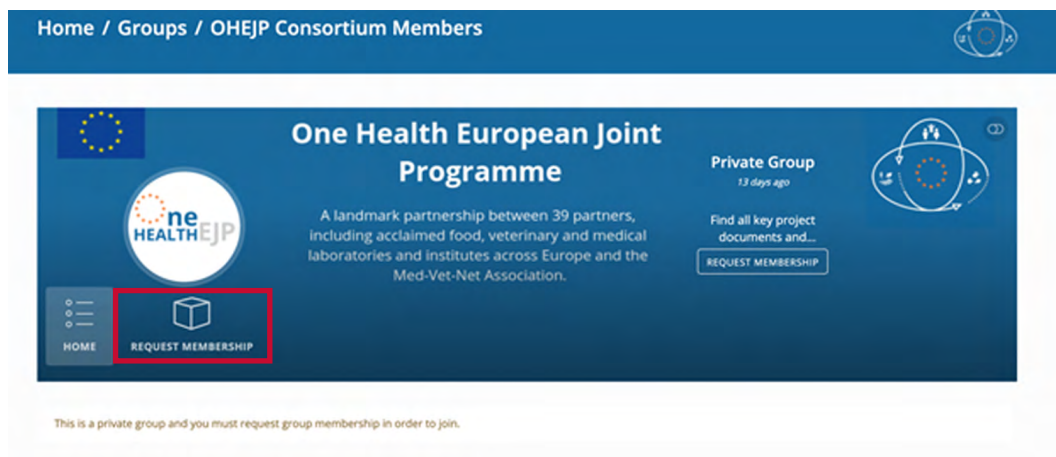 Home / Groups / OHEJP Consortium Members
One Health European Joint
Programme
A landmark partnership between 39 partners,
including acclaimed food, veterinary and medical
laboratories and institutes across Europe and the
Med-Vet-Net Association.
Private Group
13 days ago
Find all key project
documents and...
REQUEST MEMBERSHIP
One
HEALTHEJP
HOME
REQUEST MEMBERSHIP
This is a private group and you must request group membership in order to join.